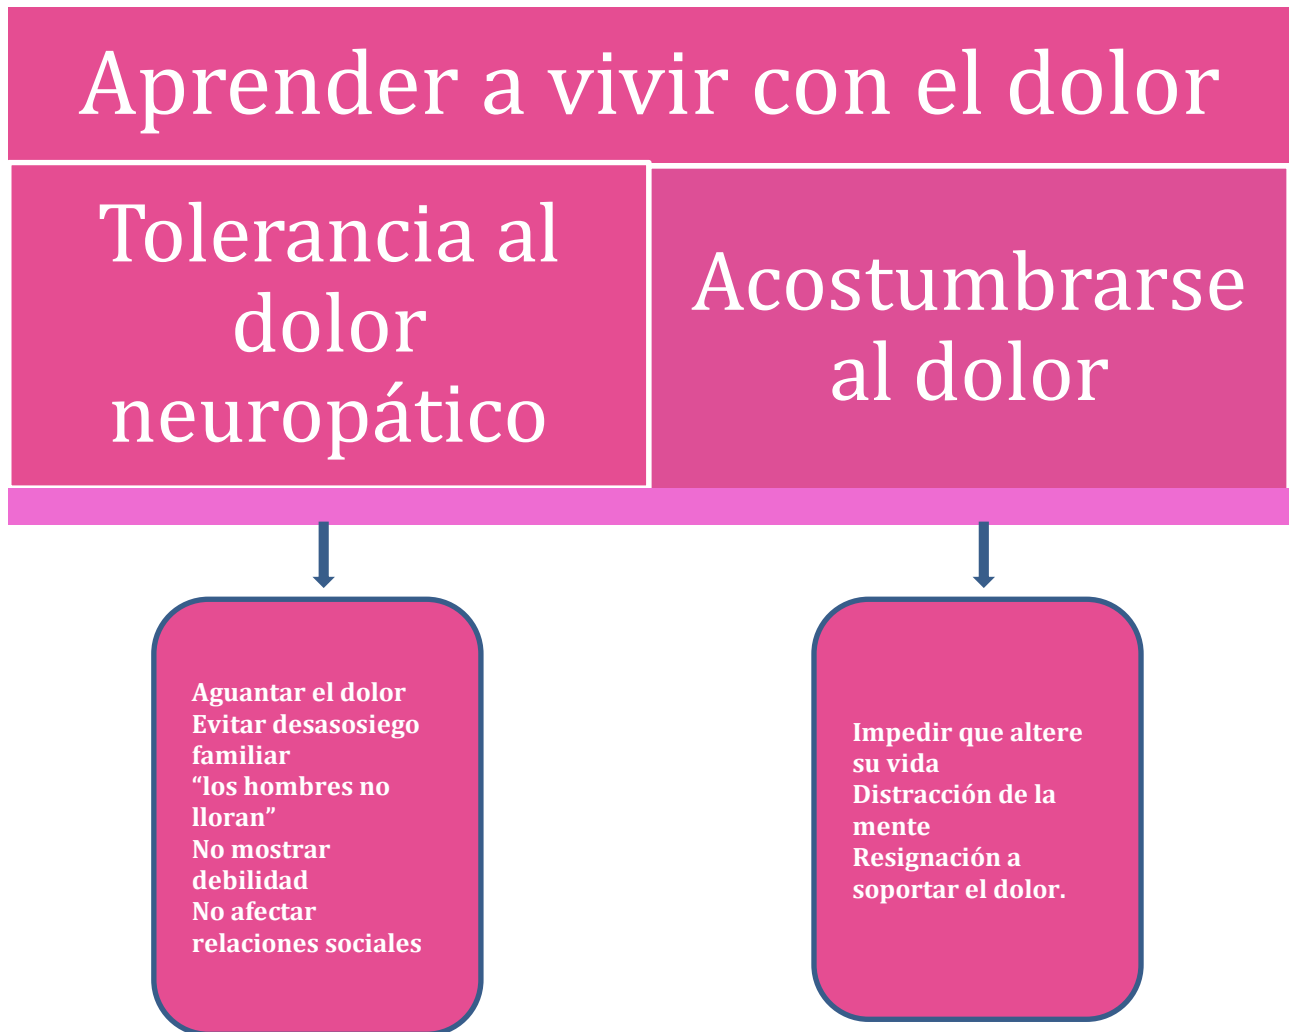 Aprender a vivir con el dolor
Tolerancia al
dolor
neuropático
Acostumbrarse
al dolor
Aguantar el dolor
Evitar desasosiego
familiar
“los hombres no
lloran”
No mostrar
debilidad
No afectar
relaciones sociales
Impedir que altere
su vida
Distracción de la
mente
Resignación a
soportar el dolor.